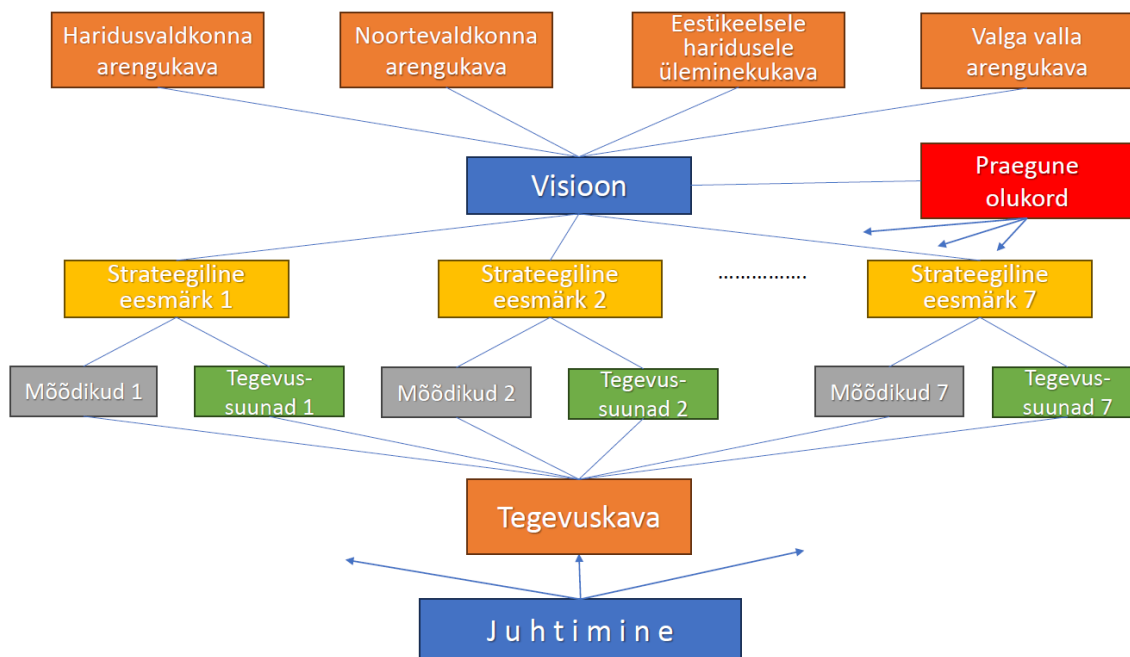 Haridusvaldkonna
arengukava
Noortevaldkonna
arengukava
Eestikeelsele
haridusele
üleminekukava
Valga valla
arengukava
Visioon
Praegune
olukord
Strateegiline
eesmärk 1
Strateegiline
eesmärk 2
…………….
Strateegiline
eesmärk 7
Mõõdikud 1
Tegevus-
suunad 1
Mõõdikud 2
Tegevus-
suunad 2
Mõõdikud 7
Tegevus-
suunad 7
Tegevuskava
J u h t i m i n e